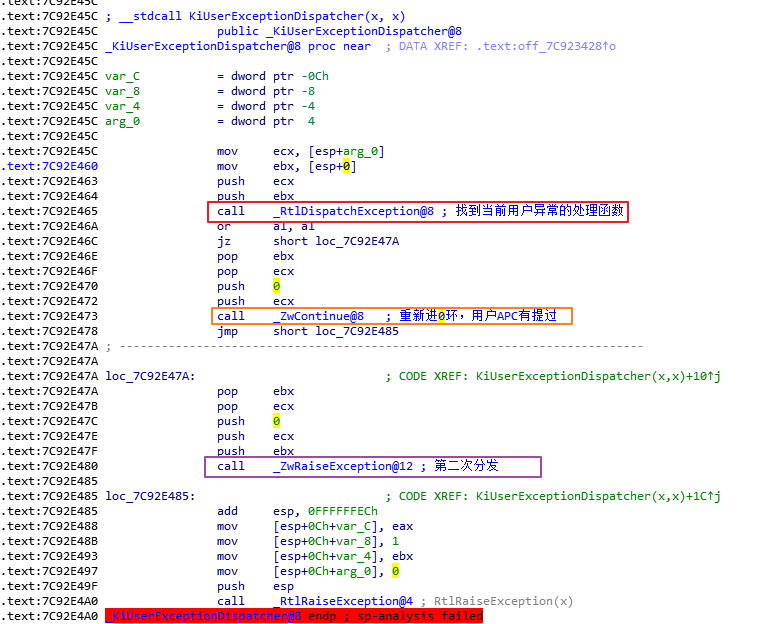 .text:7C92E45C
.text:7C92E45C ; __stdcall KiUserExceptionDispatcher(x, x)
.text:7C92E45C                 public _KiUserExceptionDispatcher@8
.text:7C92E45C _KiUserExceptionDispatcher@8 proc near  ; DATA XREF: .text:off_7C923428↑o
.text:7C92E45C
.text:7C92E45C var_C           = dword ptr -0Ch
.text:7C92E45C var_8           = dword ptr -8
.text:7C92E45C var_4           = dword ptr -4
.text:7C92E45C arg_0           = dword ptr  4
.text:7C92E45C
.text:7C92E45C                 mov     ecx, [esp+arg_0]
.text:7C92E460                 mov     ebx, [esp+0]
.text:7C92E463                 push    ecx
.text:7C92E464                 push    ebx
.text:7C92E465                 call    _RtlDispatchException@8 ; 找到当前用户异常的处理函数
.text:7C92E46A                 or      al, al
.text:7C92E46C                 jz      short loc_7C92E47A
.text:7C92E46E                 pop     ebx
.text:7C92E46F                 pop     ecx
.text:7C92E470                 push    0
.text:7C92E472                 push    ecx
.text:7C92E473                 call    _ZwContinue@8   ; 重新进0环，用户APC有提过
.text:7C92E478                 jmp     short loc_7C92E485
.text:7C92E47A ; ---------------------------------------------------------------------------
.text:7C92E47A
.text:7C92E47A loc_7C92E47A:                           ; CODE XREF: KiUserExceptionDispatcher(x,x)+10↑j
.text:7C92E47A                 pop     ebx
.text:7C92E47B                 pop     ecx
.text:7C92E47C                 push    0
.text:7C92E47E                 push    ecx
.text:7C92E47F                 push    ebx
.text:7C92E480                 call    _ZwRaiseException@12 ; 第二次分发
.text:7C92E485
.text:7C92E485 loc_7C92E485:                           ; CODE XREF: KiUserExceptionDispatcher(x,x)+1C↑j
.text:7C92E485                 add     esp, 0FFFFFFECh
.text:7C92E488                 mov     [esp+0Ch+var_C], eax
.text:7C92E48B                 mov     [esp+0Ch+var_8], 1
.text:7C92E493                 mov     [esp+0Ch+var_4], ebx
.text:7C92E497                 mov     [esp+0Ch+arg_0], 0
.text:7C92E49F                 push    esp
.text:7C92E4A0                 call    _RtlRaiseException@4 ; RtlRaiseException(x)
.text:7C92E4A0 _KiUserExceptionDispatcher@8 endp ; sp-analysis failed